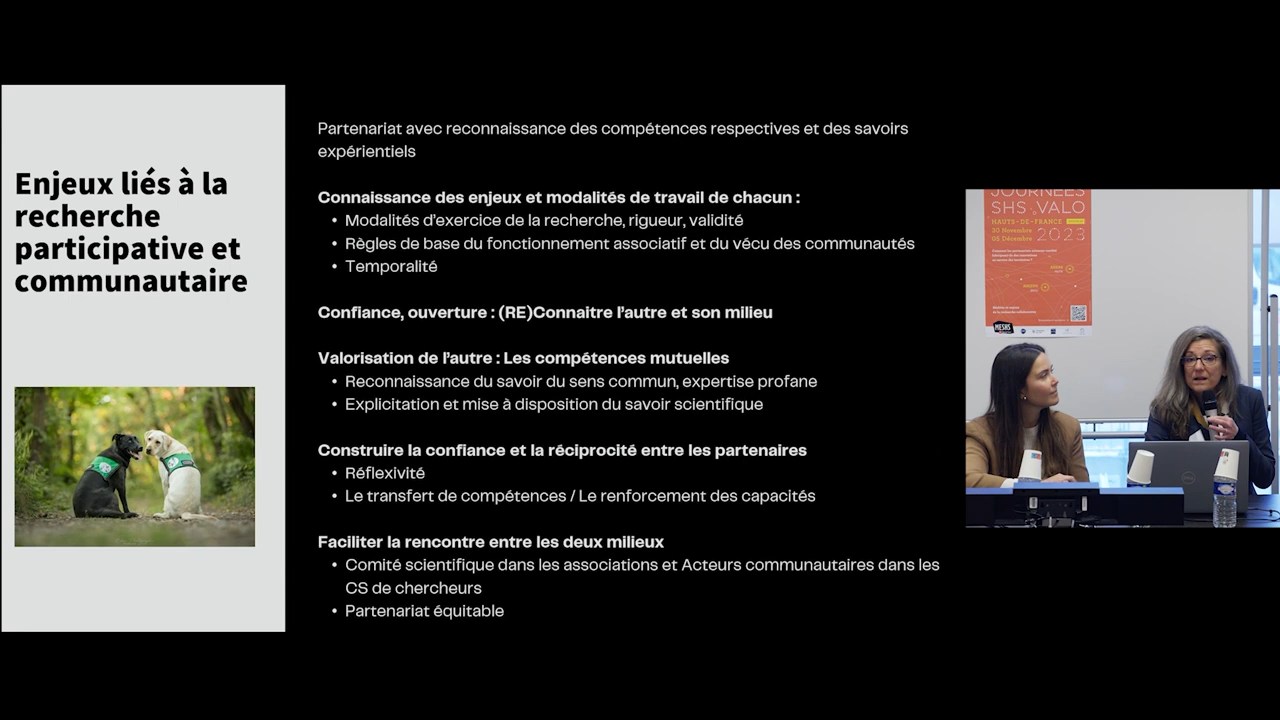 Enjeux liés à la
recherche
participative et
communautaire
Partenariat avec reconnaissance des compétences respectives et des savoirs
expérientiels
Connaissance des enjeux et modalités de travail de chacun :
• Modalités d'exercice de la recherche, rigueur, validité
• Règles de base du fonctionnement associatif et du vécu des communautés
• Temporalité
Confiance, ouverture : (RE)Connaitre l'autre et son milieu
Valorisation de l'autre : Les compétences mutuelles
• Reconnaissance du savoir du sens commun, expertise profane
• Explicitation et mise à disposition du savoir scientifique
Construire la confiance et la réciprocité entre les partenaires
• Réflexivité
• Le transfert de compétences / Le renforcement des capacités
Faciliter la rencontre entre les deux milieux
• Comité scientifique dans les associations et Acteurs communautaires dans les
CS de chercheurs
• Partenariat équitable
JOURNÉES
SHS VALO
HAUTS-DE-FRANCE
30 Novembre
05 Décembre
2023
MESHS
DELL